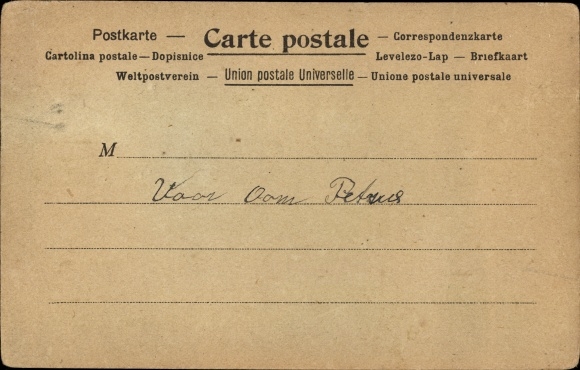 Postkarte — Carte postale — Correspondenzkarte
Cartolina postale — Dopisnice Levelezo-Lap — Briefkaart
Weltpostverein — Union postale Universelle — Unione postale universale
M
Voor Oom Petrus